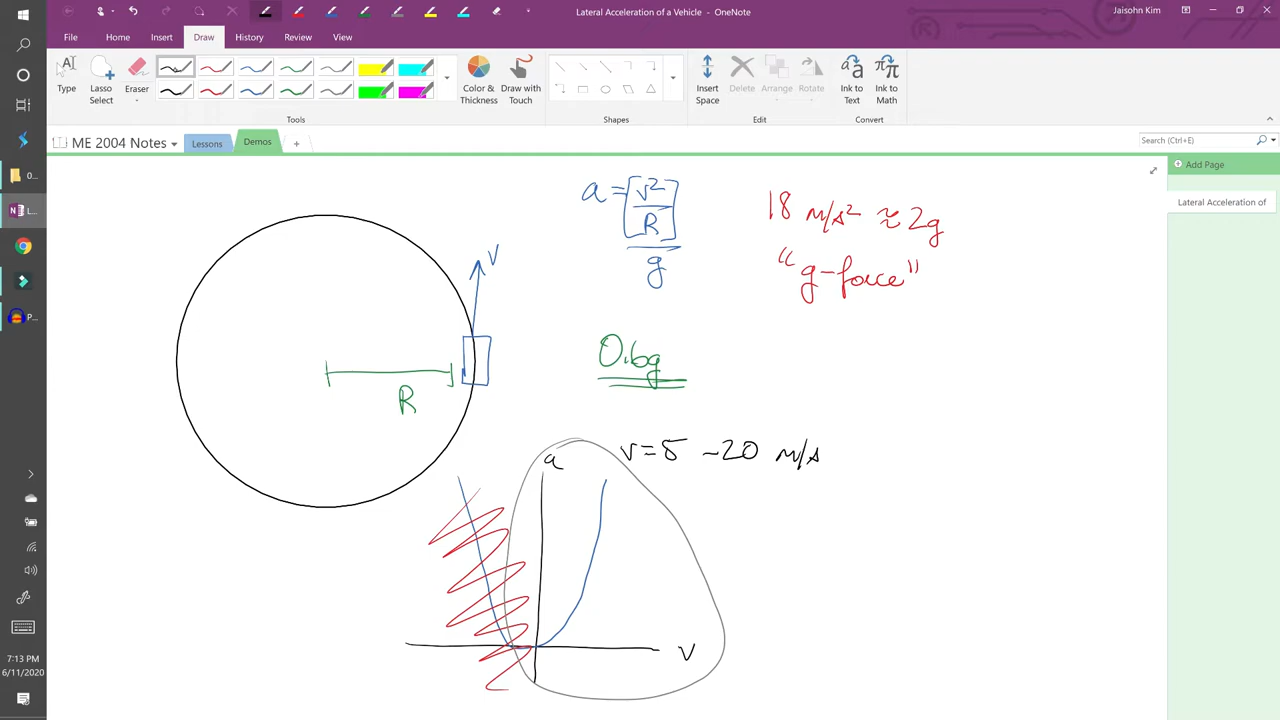 Lateral Acceleration of a Vehicle - OneNote
Jaisohn Kim
File Home Insert Draw History Review View
Type
Lasso Select
Eraser
Color & Thickness
Draw with Touch
Insert Space
Delete
Arrange
Rotate
Ink to Text
Ink to Math
Tools
Shapes
Edit
Convert
ME 2004 Notes
Lessons
Demos
+
Search (Ctrl+E)
Add Page
Lateral Acceleration of
0...
L...
P...
a = [v²/R]/g
18 m/s² ≈ 2g
"g-force"
v
0.6g
R
v=5 ~20 m/s
a
v
7:13 PM
6/11/2020